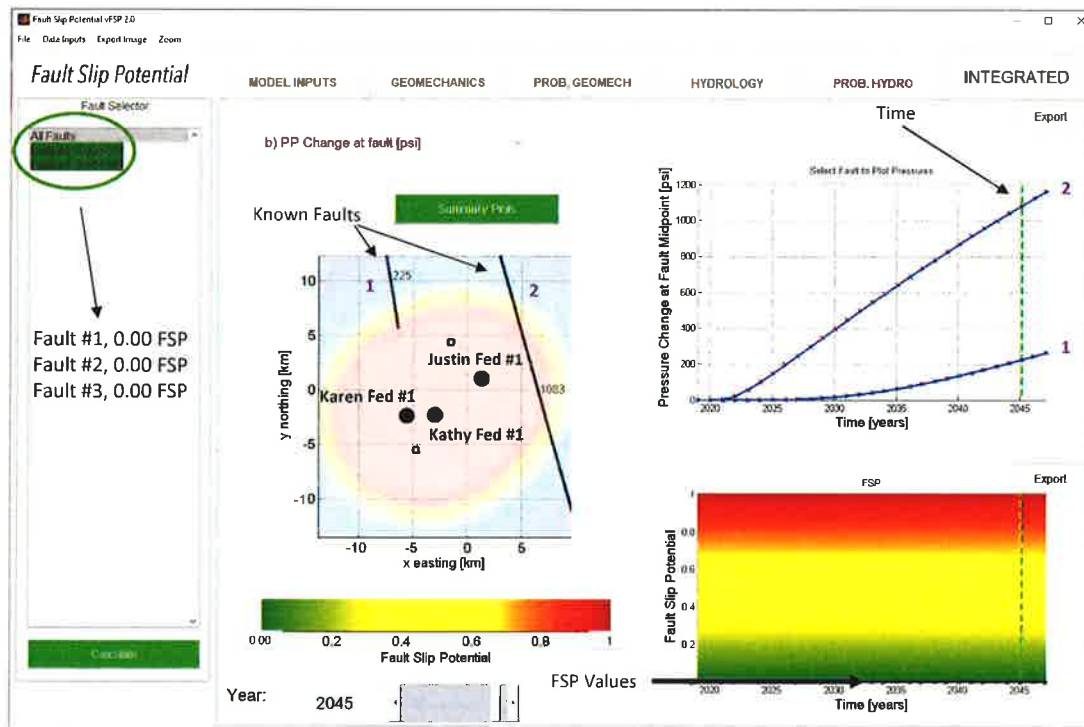 Fault Slip Potential vFSP 2.0
File Data Inputs Export Image Zoom
Fault Slip Potential
MODEL INPUTS GEOMECHANICS PROB. GEOMECH HYDROLOGY PROB. HYDRO INTEGRATED
Fault Selector
All Faults
Fault #1, 0.00 FSP
Fault #2, 0.00 FSP
Fault #3, 0.00 FSP
Calculate
b) PP Change at fault [psi]
Summary Plots
Known Faults
1
225
2
1083
Justin Fed #1
Karen Fed #1
Kathy Fed #1
y northing [km]
10
5
0
-5
-10
-10 -5 0 5
x easting [km]
0.00 0.2 0.4 0.6 0.8 1
Fault Slip Potential
Year: 2045
Time
Export
Select Fault to Plot Pressures
Pressure Change at Fault Midpoint [psi]
1200
1000
800
600
400
200
0
2
1
2020 2025 2030 2035 2040 2045
Time [years]
Export
FSP
Fault Slip Potential
1
0.8
0.6
0.4
0.2
FSP Values
2020 2025 2030 2035 2040 2045
Time [years]